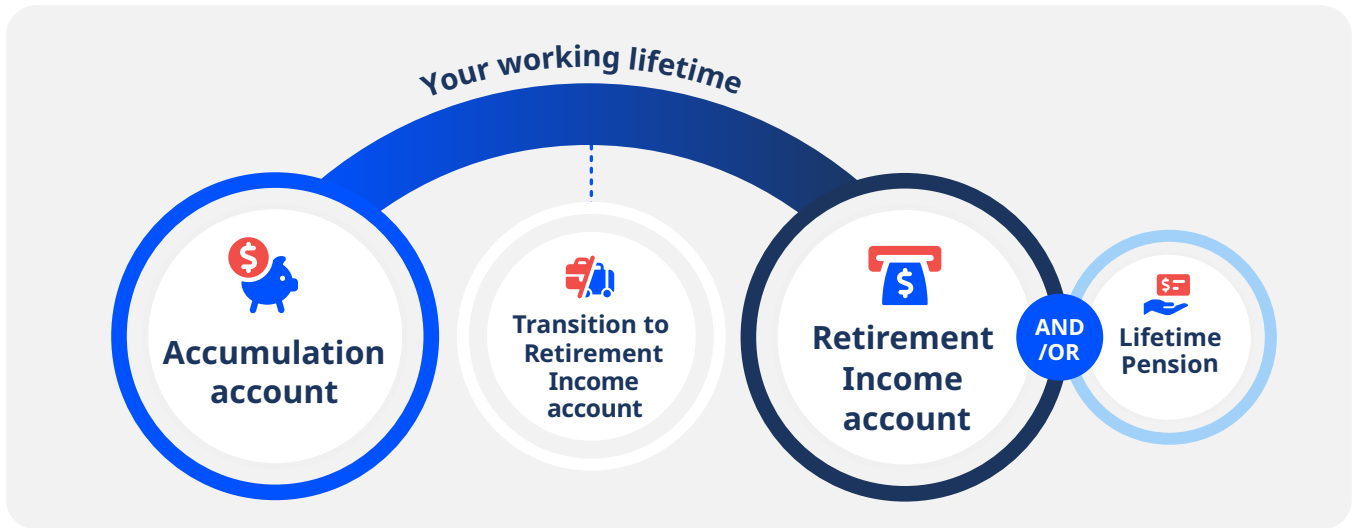 Your working lifetime
Accumulation
account
Transition to
Retirement
Income
account
Retirement
Income
account
AND
/OR
Lifetime
Pension